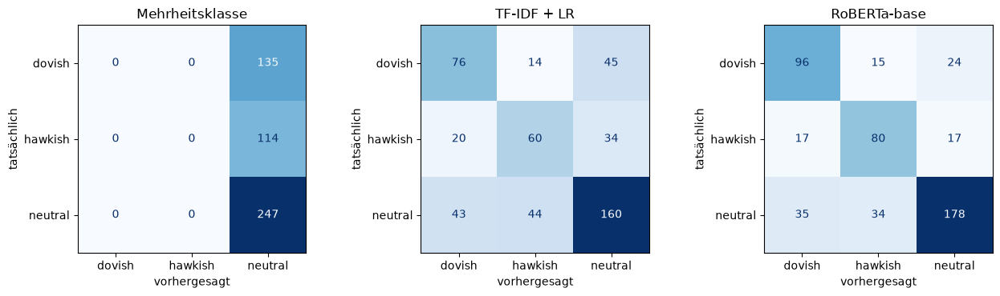 Mehrheitsklasse
tatsächlich
dovish 0 0 135
hawkish 0 0 114
neutral 0 0 247
dovish hawkish neutral
vorhergesagt
TF-IDF + LR
tatsächlich
dovish 76 14 45
hawkish 20 60 34
neutral 43 44 160
dovish hawkish neutral
vorhergesagt
RoBERTa-base
tatsächlich
dovish 96 15 24
hawkish 17 80 17
neutral 35 34 178
dovish hawkish neutral
vorhergesagt